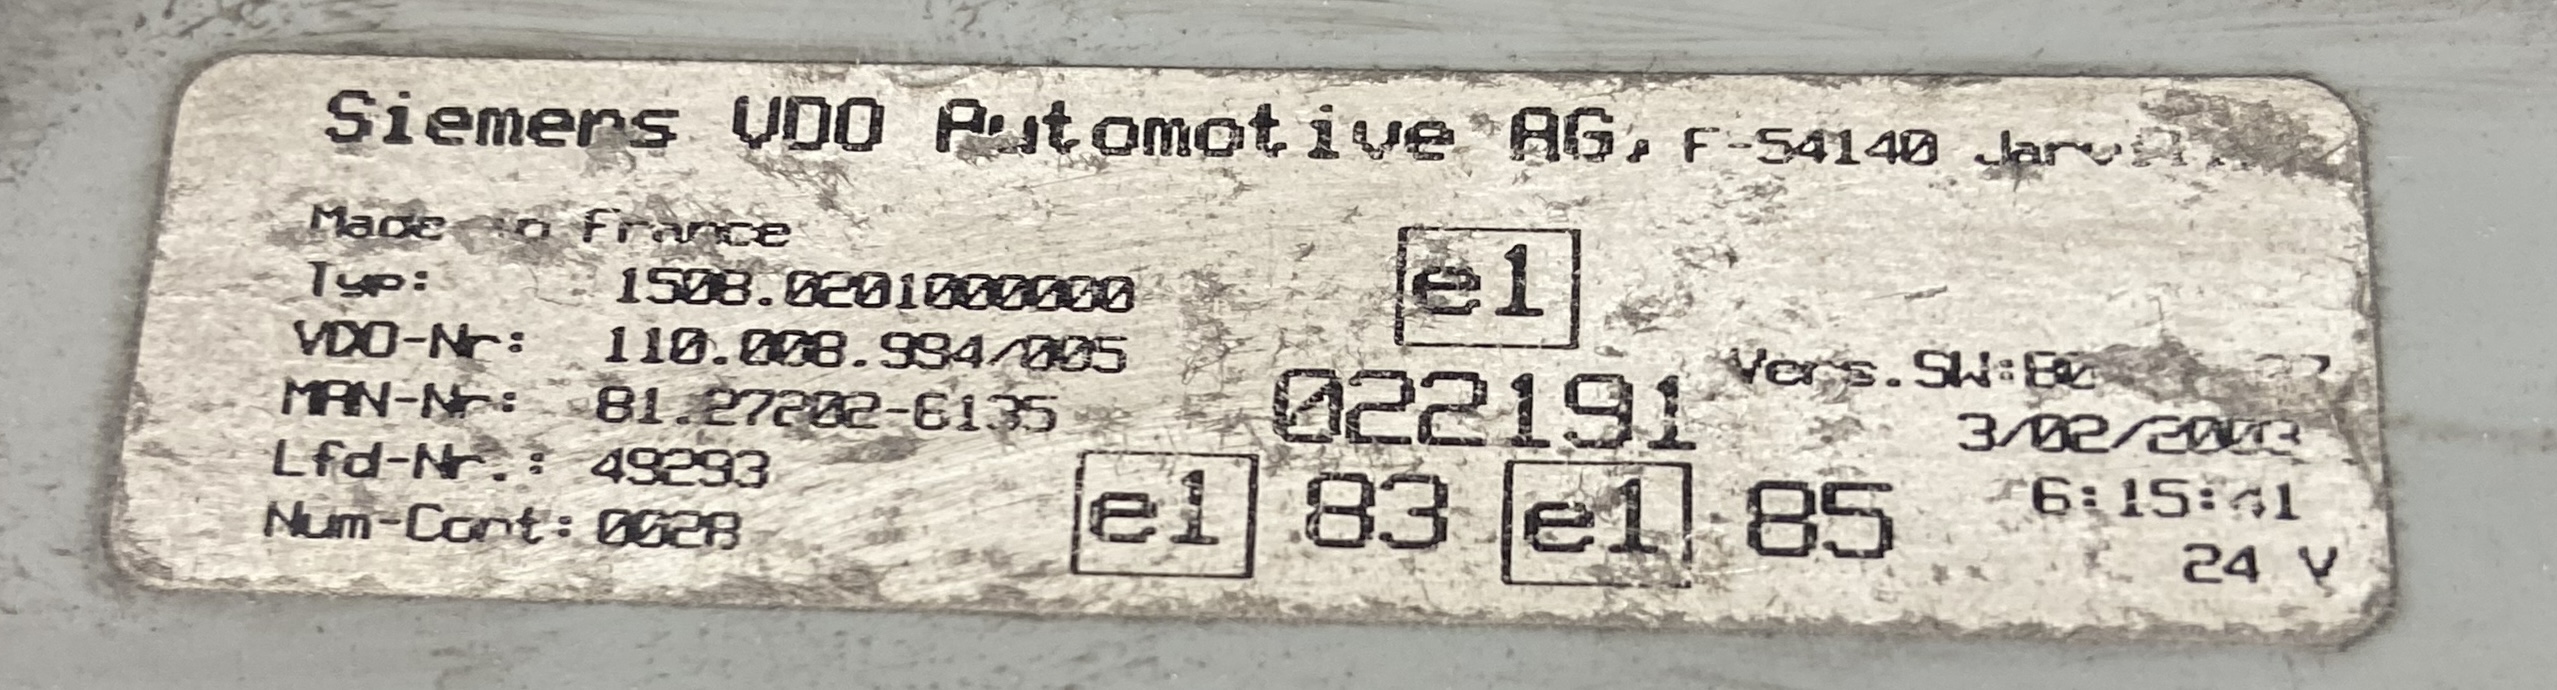 Siemens VDO Automotive AG, F-54140
Made in France
Typ: 1508.0201000000
VDO-Nr: 110.008.994/005
MAN-Nr: 81.27202-6135
Lfd-Nr.: 49293
Num-Cont: 0028
e1
022191
e1 83 e1 85
Vers.SW:
3/02/2003
24 V